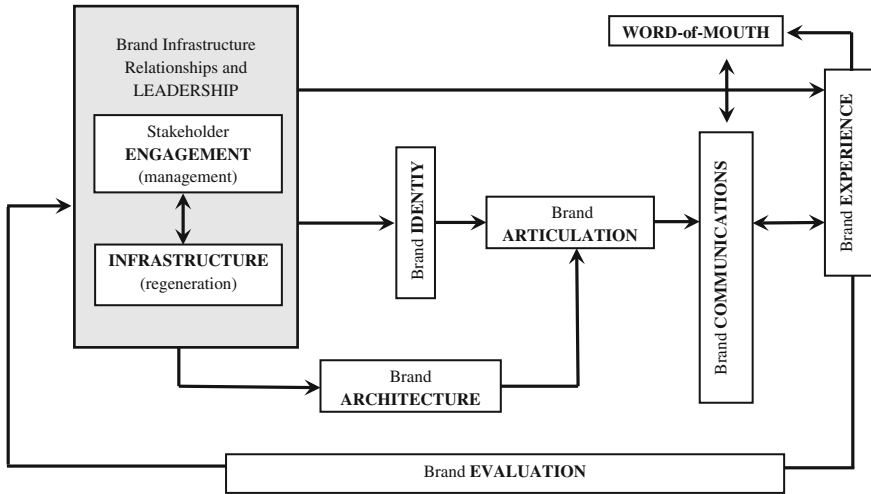 Brand Infrastructure
Relationships and
LEADERSHIP
Stakeholder
ENGAGEMENT
(management)
INFRASTRUCTURE
(regeneration)
Brand IDENTIY
Brand
ARCHITECTURE
Brand
ARTICULATION
Brand COMMUNICATIONS
WORD-of-MOUTH
Brand EXPERIENCE
Brand EVALUATION